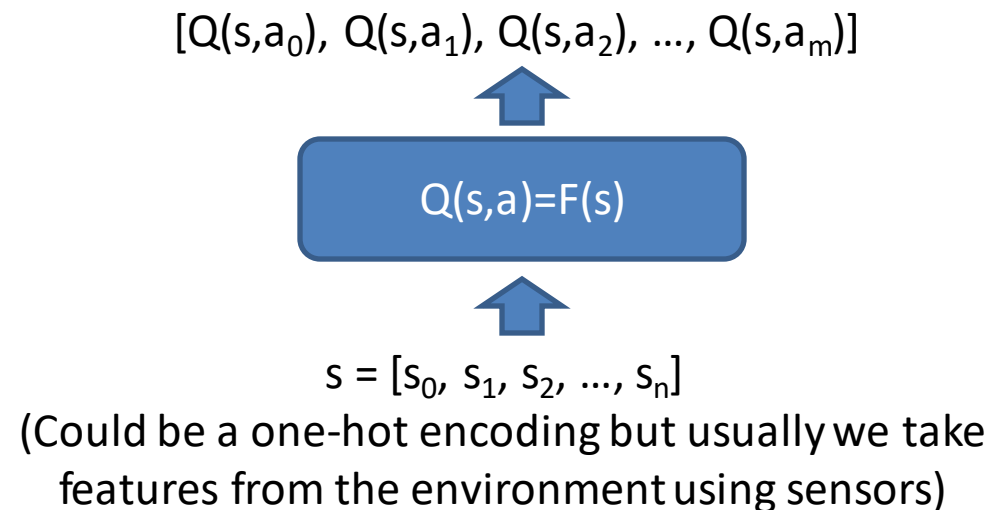 [Q(s,a₀), Q(s,a₁), Q(s,a₂), …, Q(s,aₘ)]
Q(s,a)=F(s)
s = [s₀, s₁, s₂, …, sₙ]
(Could be a one-hot encoding but usually we take
features from the environment using sensors)